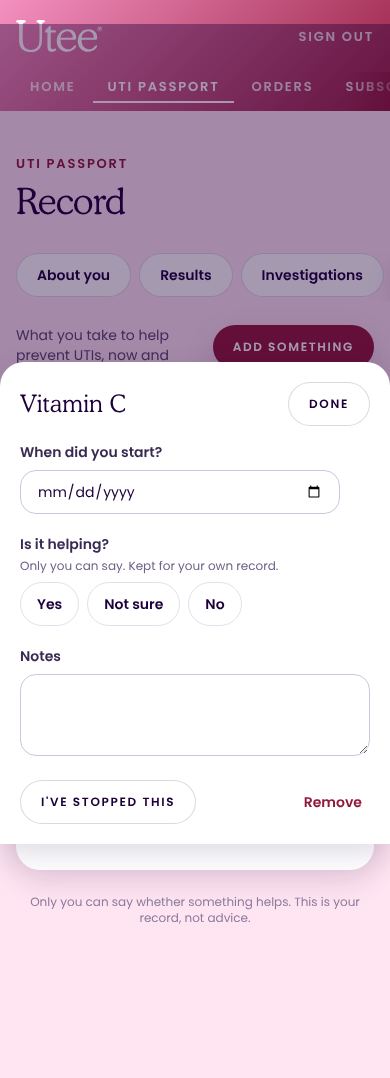 Utee®
SIGN OUT
HOME
UTI PASSPORT
ORDERS
UTI PASSPORT
Record
About you
Results
Investigations
What you take to help
prevent UTIs, now and
ADD SOMETHING
Vitamin C
DONE
When did you start?
mm/dd/yyyy
Is it helping?
Only you can say. Kept for your own record.
Yes
Not sure
No
Notes
I'VE STOPPED THIS
Remove
Only you can say whether something helps. This is your
record, not advice.